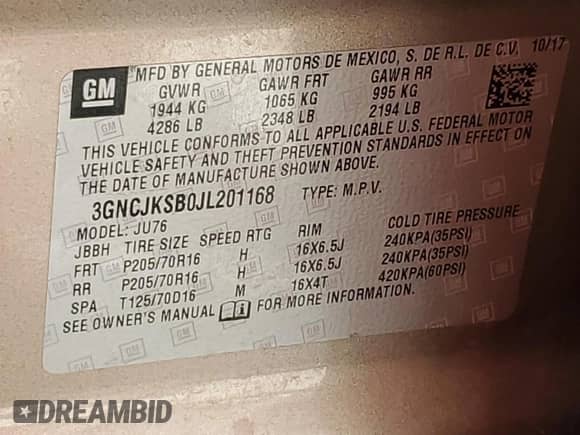 GM
MFD BY GENERAL MOTORS DE MEXICO, S. DE R.L. DE C.V. 10/17
GVWR GAWR FRT GAWR RR
1944 KG 1065 KG 995 KG
4286 LB 2348 LB 2194 LB
THIS VEHICLE CONFORMS TO ALL APPLICABLE U.S. FEDERAL MOTOR
VEHICLE SAFETY AND THEFT PREVENTION STANDARDS IN EFFECT ON
THE DATE OF MANUFACTURE SHOWN ABOVE.
3GNCJKSB0JL201168 TYPE: M.P.V.
MODEL: JU76
JBBH TIRE SIZE SPEED RTG RIM COLD TIRE PRESSURE
FRT P205/70R16 H 16X6.5J 240KPA(35PSI)
RR P205/70R16 H 16X6.5J 240KPA(35PSI)
SPA T125/70D16 M 16X4T 420KPA(60PSI)
SEE OWNER'S MANUAL FOR MORE INFORMATION.
DREAMBID